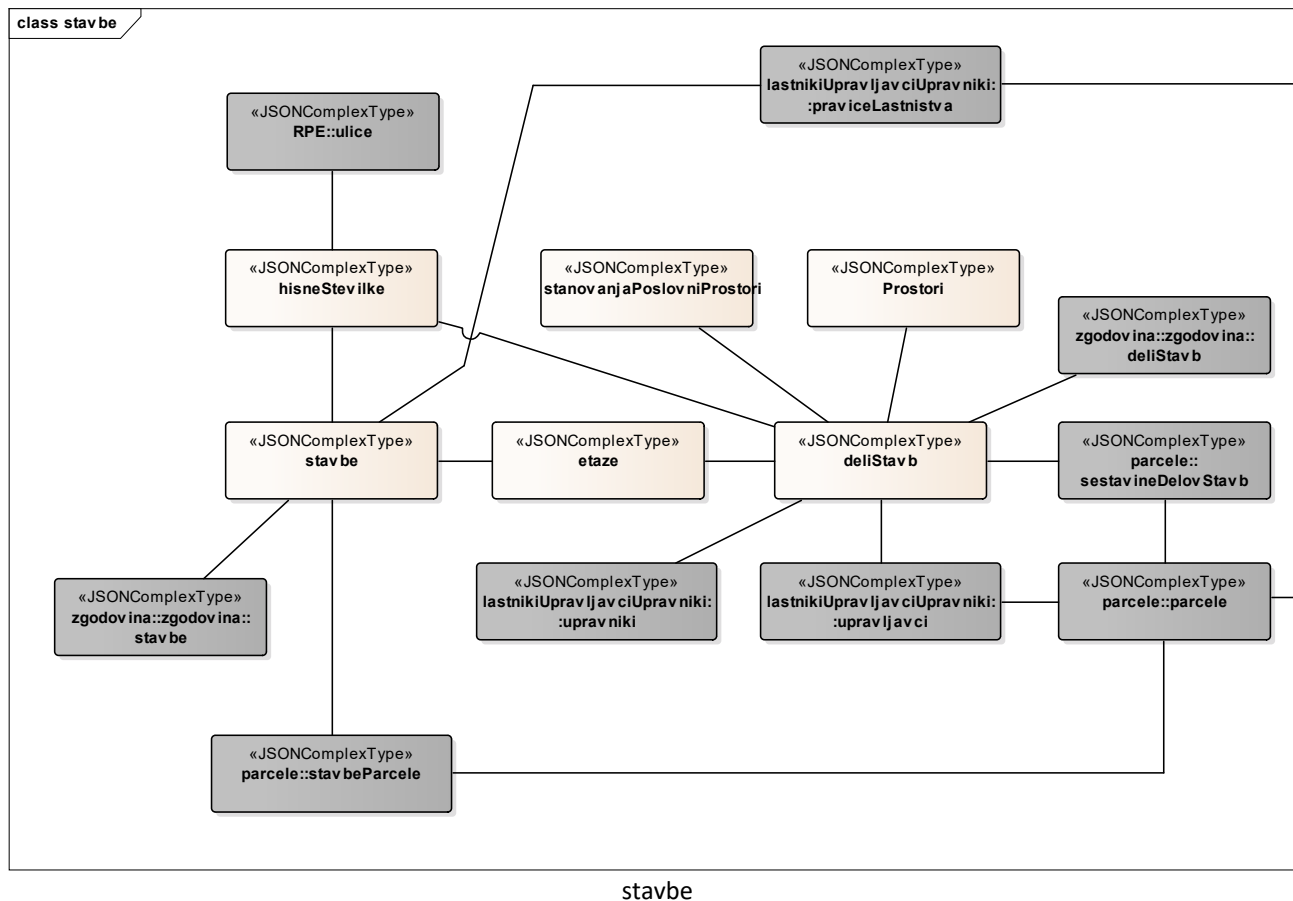 class stavbe
«JSONComplexType»
lastnikiUpravljavciUpravniki:
:praviceLastnistva
«JSONComplexType»
RPE::ulice
«JSONComplexType»
hisneStevilke
«JSONComplexType»
stanovanjaPoslovniProstori
«JSONComplexType»
Prostori
«JSONComplexType»
zgodovina::zgodovina::
deliStavb
«JSONComplexType»
stavbe
«JSONComplexType»
etaze
«JSONComplexType»
deliStavb
«JSONComplexType»
parcele::
sestavineDelovStavb
«JSONComplexType»
zgodovina::zgodovina::
stavbe
«JSONComplexType»
lastnikiUpravljavciUpravniki:
:upravniki
«JSONComplexType»
lastnikiUpravljavciUpravniki:
:upravljavci
«JSONComplexType»
parcele::parcele
«JSONComplexType»
parcele::stavbeParcele
stavbe